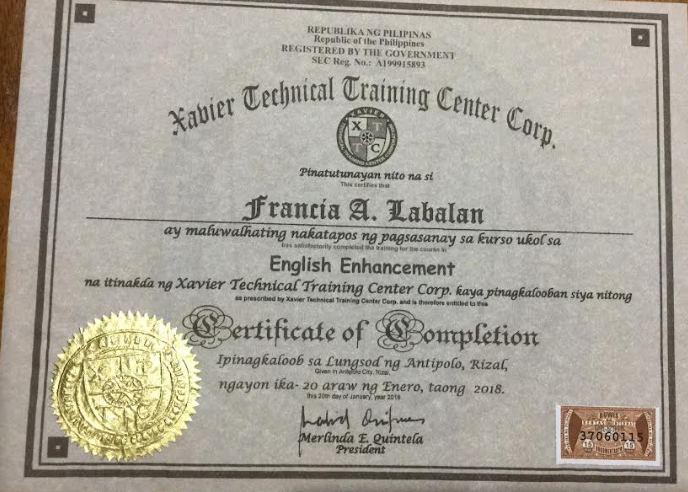 REPUBLIKA NG PILIPINAS
Republic of the Philippines
REGISTERED BY THE GOVERNMENT
SEC Reg. No.: A199915893
Xavier Technical Training Center Corp.
XAVIER
X T
T C
Pinatutunayan nito na si
This certifies that
Francia A. Labalan
ay maluwalhating nakatapos ng pagsasanay sa kurso ukol sa
has satisfactorily completed the training for the course in
English Enhancement
na itinakda ng Xavier Technical Training Center Corp. kaya pinagkalooban siya nitong
as prescribed by Xavier Technical Training Center Corp. and is therefore entitled to this
Certificate of Completion
Ipinagkaloob sa Lungsod ng Antipolo, Rizal,
Given in Antipolo City, Rizal,
ngayon ika- 20 araw ng Enero, taong 2018.
this 20th day of January, year 2018.
Merlinda E. Quintela
President
37060115
15 15